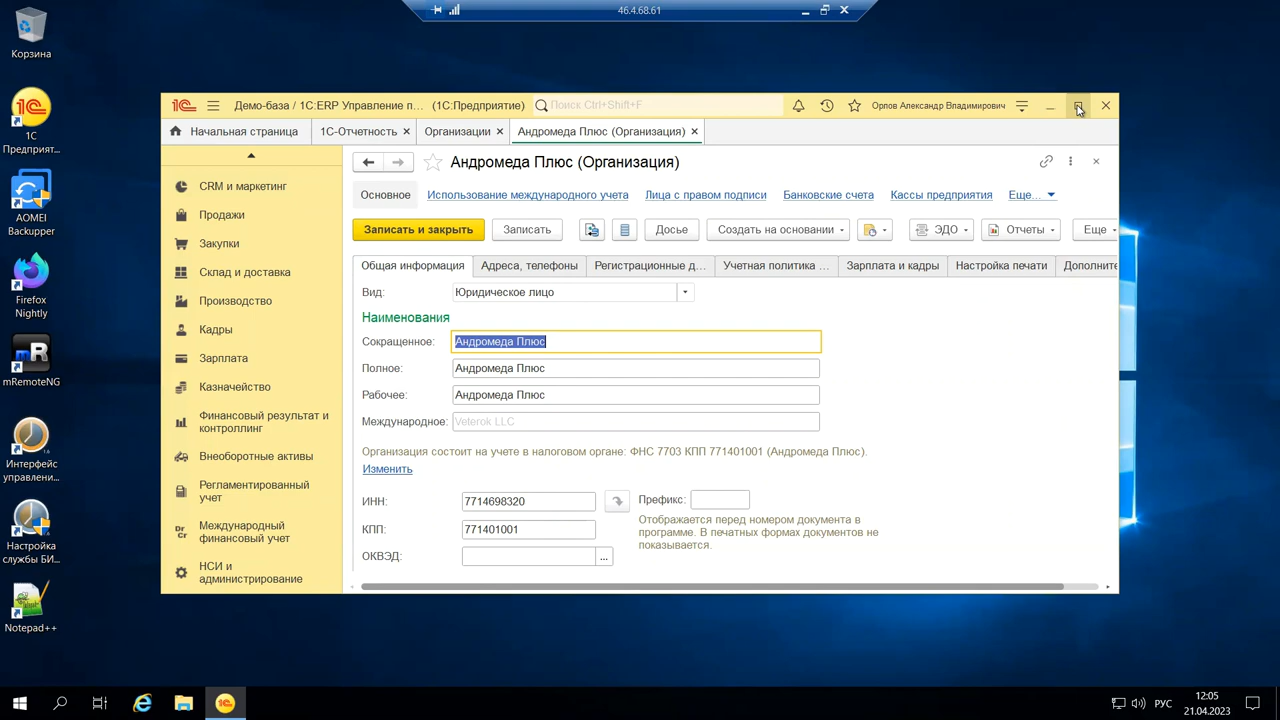 46.4.68.61
Корзина
1С
Предприят...
AOMEI
Backupper
Firefox
Nightly
mRemoteNG
Интерфейс
управлени...
Настройка
службы БИ...
Notepad++
Демо-база / 1С:ERP Управление п... (1С:Предприятие)
Поиск Ctrl+Shift+F
Орлов Александр Владимирович
Начальная страница
1С-Отчетность
Организации
Андромеда Плюс (Организация)
CRM и маркетинг
Продажи
Закупки
Склад и доставка
Производство
Кадры
Зарплата
Казначейство
Финансовый результат и
контроллинг
Внеоборотные активы
Регламентированный
учет
Международный
финансовый учет
НСИ и
администрирование
Андромеда Плюс (Организация)
Основное Использование международного учета Лица с правом подписи Банковские счета Кассы предприятия Еще...
Записать и закрыть Записать Досье Создать на основании ЭДО Отчеты Еще
Общая информация Адреса, телефоны Регистрационные д... Учетная политика ... Зарплата и кадры Настройка печати Дополните
Вид: Юридическое лицо
Наименования
Сокращенное: Андромеда Плюс
Полное: Андромеда Плюс
Рабочее: Андромеда Плюс
Международное: Veterok LLC
Организация состоит на учете в налоговом органе: ФНС 7703 КПП 771401001 (Андромеда Плюс).
Изменить
ИНН: 7714698320 Префикс:
КПП: 771401001
ОКВЭД: ...
Отображается перед номером документа в
программе. В печатных формах документов не
показывается.
РУС
12:05
21.04.2023